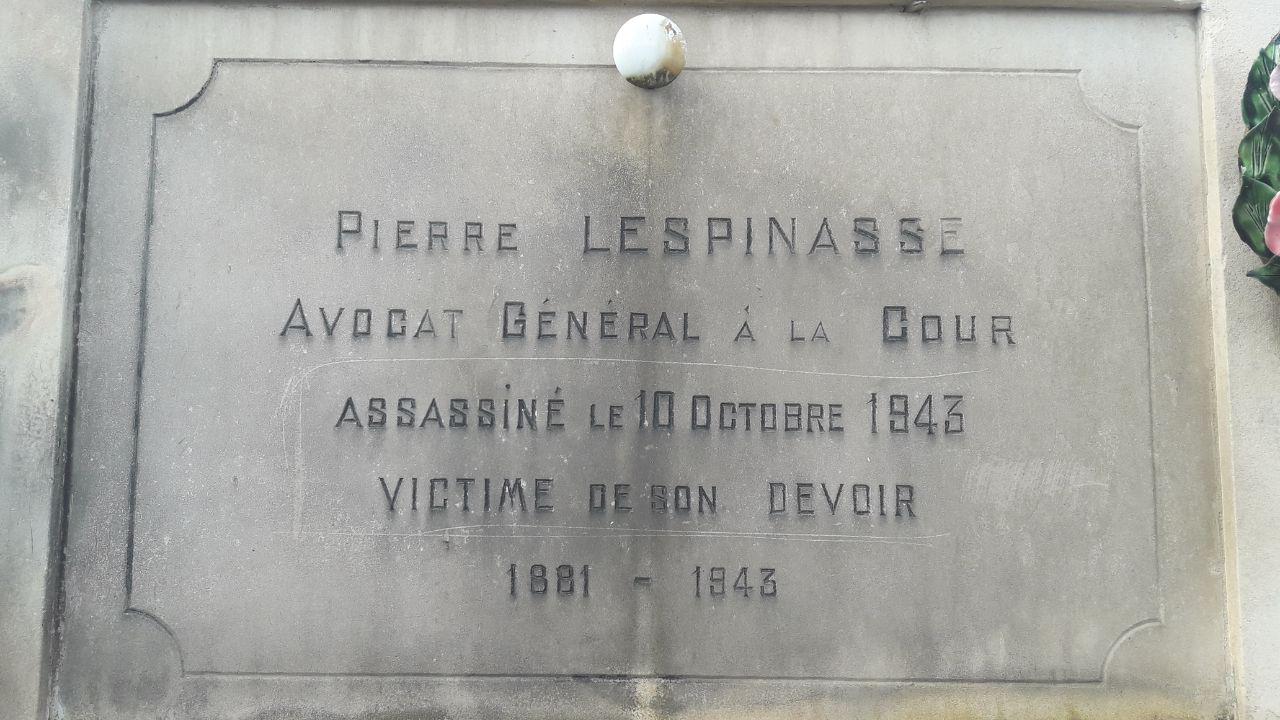 PIERRE LESPINASSE
AVOCAT GÉNÉRAL À LA COUR
ASSASSINÉ LE 10 OCTOBRE 1943
VICTIME DE SON DEVOIR
1881 - 1943